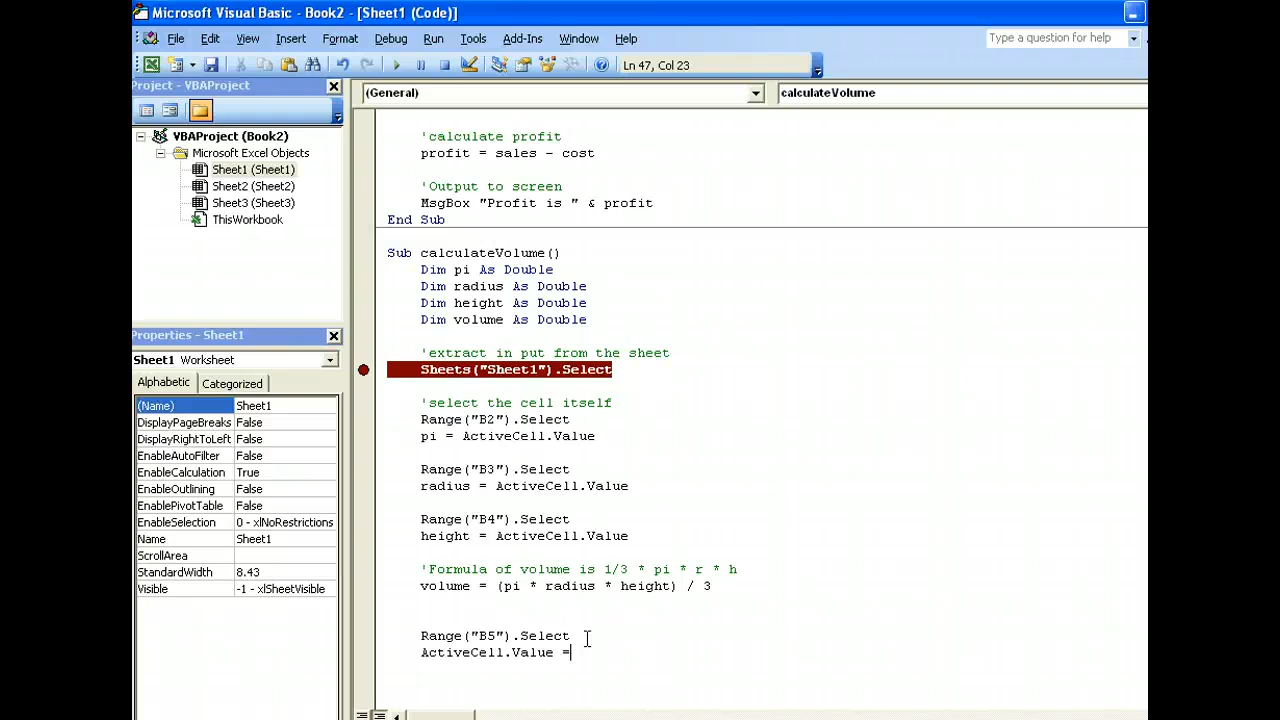 Microsoft Visual Basic - Book2 - [Sheet1 (Code)]
File Edit View Insert Format Debug Run Tools Add-Ins Window Help
Type a question for help
Ln 47, Col 23
Project - VBAProject
(General)
calculateVolume
VBAProject (Book2)
Microsoft Excel Objects
Sheet1 (Sheet1)
Sheet2 (Sheet2)
Sheet3 (Sheet3)
ThisWorkbook
Properties - Sheet1
Sheet1 Worksheet
Alphabetic Categorized
(Name) Sheet1
DisplayPageBreaks False
DisplayRightToLeft False
EnableAutoFilter False
EnableCalculation True
EnableOutlining False
EnablePivotTable False
EnableSelection 0 - xlNoRestrictions
Name Sheet1
ScrollArea
StandardWidth 8.43
Visible -1 - xlSheetVisible
'calculate profit
profit = sales - cost
'Output to screen
MsgBox "Profit is " & profit
End Sub
Sub calculateVolume()
Dim pi As Double
Dim radius As Double
Dim height As Double
Dim volume As Double
'extract in put from the sheet
Sheets("Sheet1").Select
'select the cell itself
Range("B2").Select
pi = ActiveCell.Value
Range("B3").Select
radius = ActiveCell.Value
Range("B4").Select
height = ActiveCell.Value
'Formula of volume is 1/3 * pi * r * h
volume = (pi * radius * height) / 3
Range("B5").Select
ActiveCell.Value =